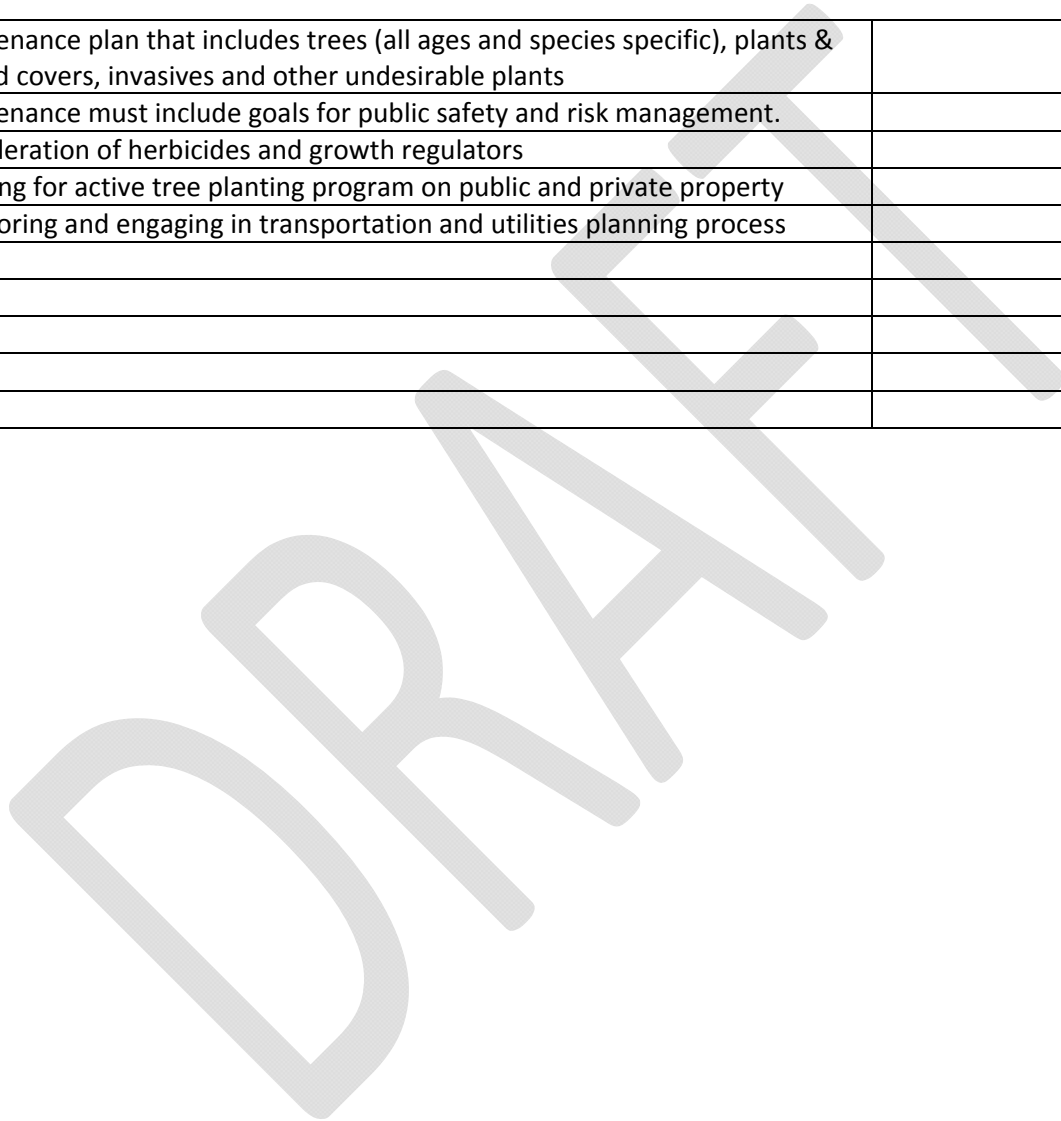 enance plan that includes trees (all ages and species specific), plants &
d covers, invasives and other undesirable plants
enance must include goals for public safety and risk management.
leration of herbicides and growth regulators
ng for active tree planting program on public and private property
oring and engaging in transportation and utilities planning process
DRAFT